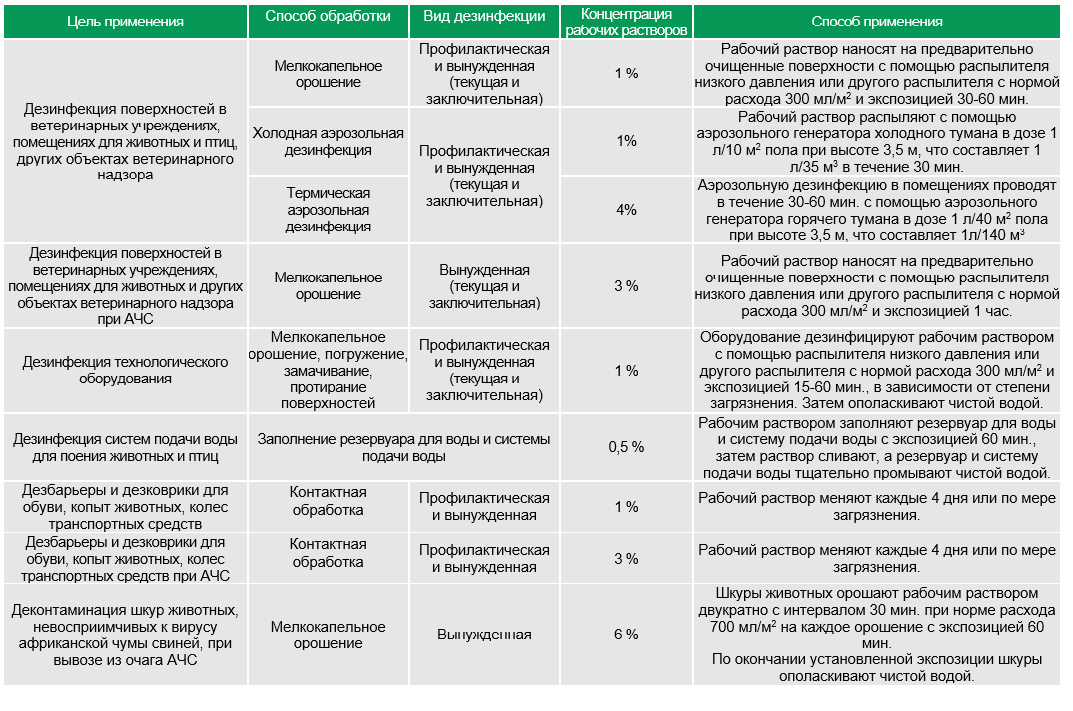 Цель применения
Способ обработки
Вид дезинфекции
Концентрация
рабочих растворов
Способ применения
Дезинфекция поверхностей в
ветеринарных учреждениях,
помещениях для животных и птиц,
других объектах ветеринарного
надзора
Мелкокапельное
орошение
Профилактическая
и вынужденная
(текущая и
заключительная)
1 %
Рабочий раствор наносят на предварительно
очищенные поверхности с помощью распылителя
низкого давления или другого распылителя с нормой
расхода 300 мл/м² и экспозицией 30-60 мин.
Холодная аэрозольная
дезинфекция
Профилактическая
и вынужденная
(текущая и
заключительная)
1%
Рабочий раствор распыляют с помощью
аэрозольного генератора холодного тумана в дозе 1
л/10 м² пола при высоте 3,5 м, что составляет 1
л/35 м³ в течение 30 мин.
Термическая
аэрозольная
дезинфекция
4%
Аэрозольную дезинфекцию в помещениях проводят
в течение 30-60 мин. с помощью аэрозольного
генератора горячего тумана в дозе 1 л/40 м² пола
при высоте 3,5 м, что составляет 1л/140 м³
Дезинфекция поверхностей в
ветеринарных учреждениях,
помещениях для животных и других
объектах ветеринарного надзора
при АЧС
Мелкокапельное
орошение
Вынужденная
(текущая и
заключительная)
3 %
Рабочий раствор наносят на предварительно
очищенные поверхности с помощью распылителя
низкого давления или другого распылителя с нормой
расхода 300 мл/м² и экспозицией 1 час.
Дезинфекция технологического
оборудования
Мелкокапельное
орошение, погружение,
замачивание,
протирание
поверхностей
Профилактическая
и вынужденная
(текущая и
заключительная)
1 %
Оборудование дезинфицируют рабочим раствором
с помощью распылителя низкого давления или
другого распылителя с нормой расхода 300 мл/м² и
экспозицией 15-60 мин., в зависимости от степени
загрязнения. Затем ополаскивают чистой водой.
Дезинфекция систем подачи воды
для поения животных и птиц
Заполнение резервуара для воды и системы
подачи воды
0,5 %
Рабочим раствором заполняют резервуар для воды
и систему подачи воды с экспозицией 60 мин.,
затем раствор сливают, а резервуар и систему
подачи воды тщательно промывают чистой водой.
Дезбарьеры и дезковрики для
обуви, копыт животных, колес
транспортных средств
Контактная
обработка
Профилактическая
и вынужденная
1 %
Рабочий раствор меняют каждые 4 дня или по мере
загрязнения.
Дезбарьеры и дезковрики для
обуви, копыт животных, колес
транспортных средств при АЧС
Контактная
обработка
Профилактическая
и вынужденная
3 %
Рабочий раствор меняют каждые 4 дня или по мере
загрязнения.
Деконтаминация шкур животных,
невосприимчивых к вирусу
африканской чумы свиней, при
вывозе из очага АЧС
Мелкокапельное
орошение
Вынужденная
6 %
Шкуры животных орошают рабочим раствором
двукратно с интервалом 30 мин. при норме расхода
700 мл/м² на каждое орошение с экспозицией 60
мин.
По окончании установленной экспозиции шкуры
ополаскивают чистой водой.